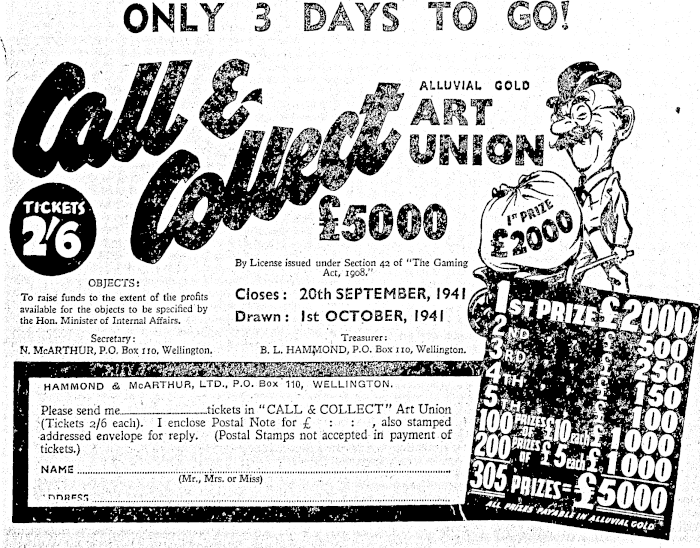 ONLY 3 DAYS TO GO!
Call &
Collect
ALLUVIAL GOLD
ART
UNION
£5000
TICKETS
2/6
1ST PRIZE
£2000
By License issued under Section 42 of "The Gaming
Act, 1908."
OBJECTS:
To raise funds to the extent of the profits
available for the objects to be specified by
the Hon. Minister of Internal Affairs.
Closes: 20th SEPTEMBER, 1941
Drawn: 1st OCTOBER, 1941
Secretary:
N. McARTHUR, P.O. Box 110, Wellington.
Treasurer:
B. L. HAMMOND, P.O. Box 110, Wellington.
1ST PRIZE £2000
2ND £500
3RD £250
4TH £150
5TH £100
100 PRIZES OF £10 each £1000
200 PRIZES OF £5 each £1000
305 PRIZES = £5000
ALL PRIZES PAYABLE IN ALLUVIAL GOLD
HAMMOND & McARTHUR, LTD., P.O. Box 110, WELLINGTON.
Please send me tickets in "CALL & COLLECT" Art Union
(Tickets 2/6 each). I enclose Postal Note for £ : : , also stamped
addressed envelope for reply. (Postal Stamps not accepted in payment of
tickets.)
NAME
(Mr., Mrs. or Miss)
ADDRESS